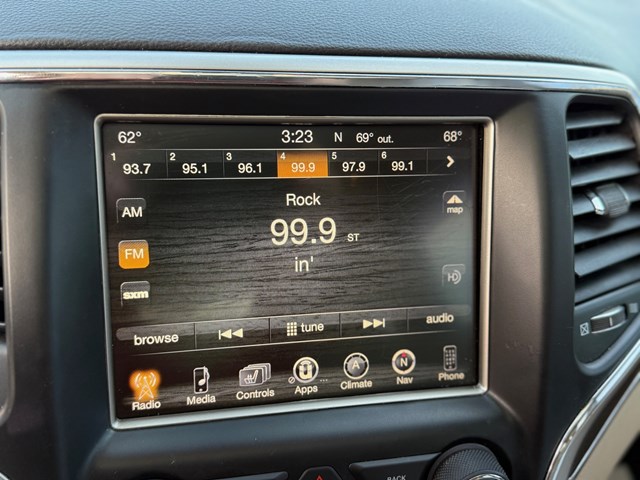 62° 3:23 N 69° out. 68°
1 93.7 2 95.1 3 96.1 4 99.9 5 97.9 6 99.1
Rock
AM
map
99.9 ST
FM
in'
HD
sxm
browse tune audio
Radio Media Controls Apps Climate Nav Phone
A N
BACK